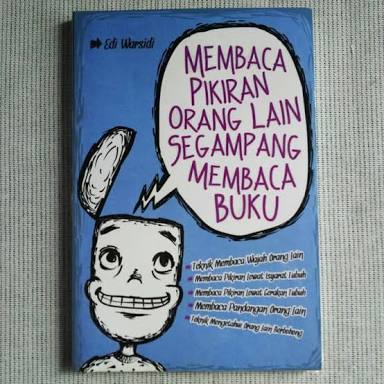 Edi Warsidi
MEMBACA
PIKIRAN
ORANG LAIN
SEGAMPANG
MEMBACA
BUKU
Teknik Membaca Wajah Orang Lain
Membaca Pikiran Lewat Isyarat Tubuh
Membaca Pikiran Lewat Gerakan Tubuh
Membaca Pandangan Orang Lain
Teknik Mengetahui Orang Lain Berbohong